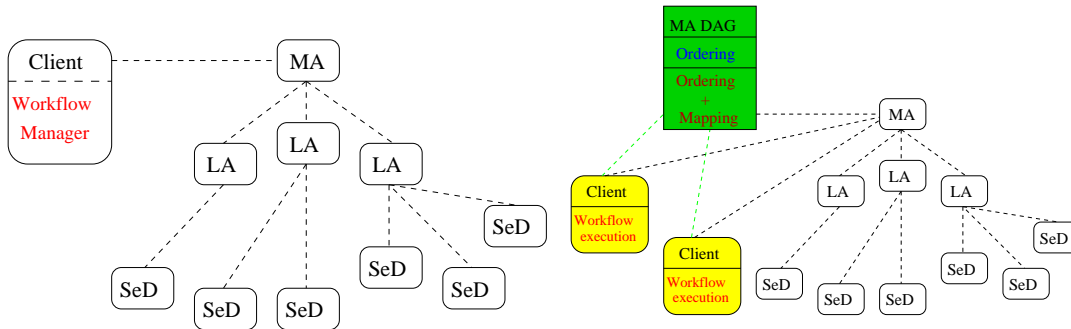 Client
Workflow
Manager
MA
LA
LA
LA
SeD
SeD
SeD
SeD
SeD
SeD
MA DAG
Ordering
Ordering
+
Mapping
MA
Client
Workflow
execution
Client
Workflow
execution
LA
LA
LA
SeD
SeD
SeD
SeD
SeD
SeD